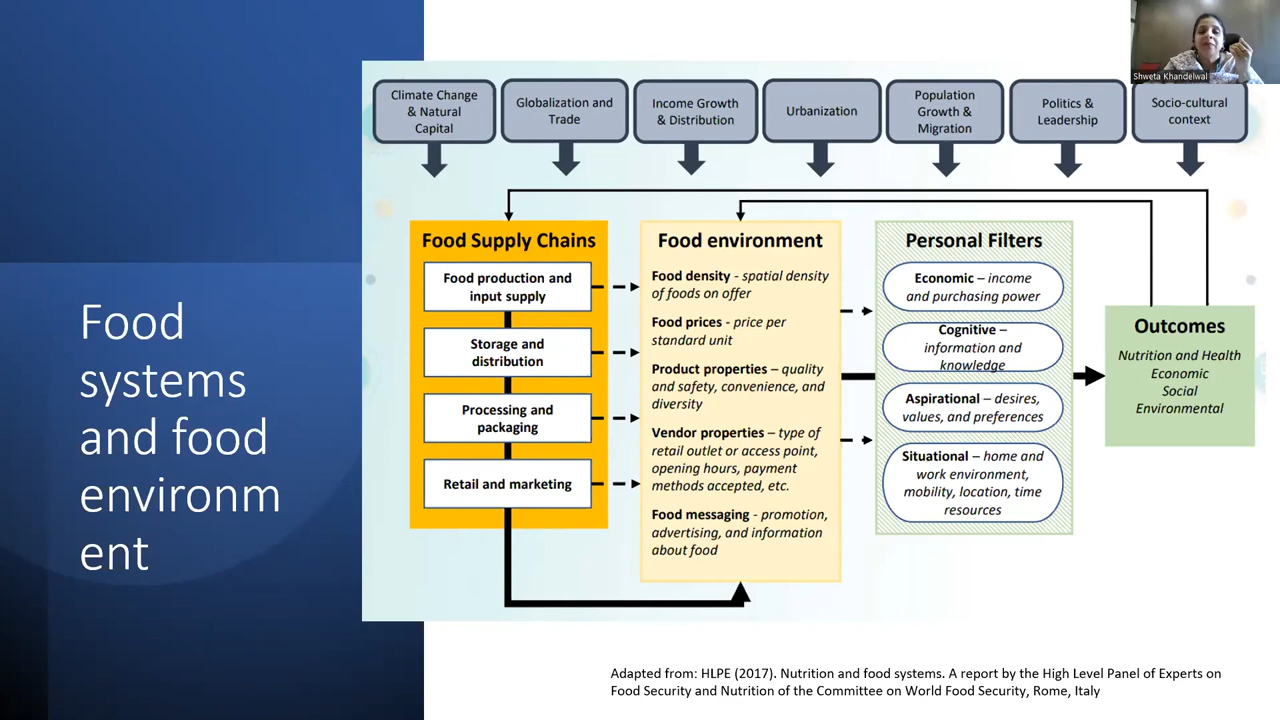 Shweta Khandelwal
Climate Change
& Natural
Capital
Globalization and
Trade
Income Growth
& Distribution
Urbanization
Population
Growth &
Migration
Politics &
Leadership
Socio-cultural
context
Food
systems
and food
environm
ent
Food Supply Chains
Food production and
input supply
Storage and
distribution
Processing and
packaging
Retail and marketing
Food environment
Food density - spatial density
of foods on offer
Food prices - price per
standard unit
Product properties – quality
and safety, convenience, and
diversity
Vendor properties – type of
retail outlet or access point,
opening hours, payment
methods accepted, etc.
Food messaging - promotion,
advertising, and information
about food
Personal Filters
Economic – income
and purchasing power
Cognitive –
information and
knowledge
Aspirational – desires,
values, and preferences
Situational – home and
work environment,
mobility, location, time
resources
Outcomes
Nutrition and Health
Economic
Social
Environmental
Adapted from: HLPE (2017). Nutrition and food systems. A report by the High Level Panel of Experts on
Food Security and Nutrition of the Committee on World Food Security, Rome, Italy